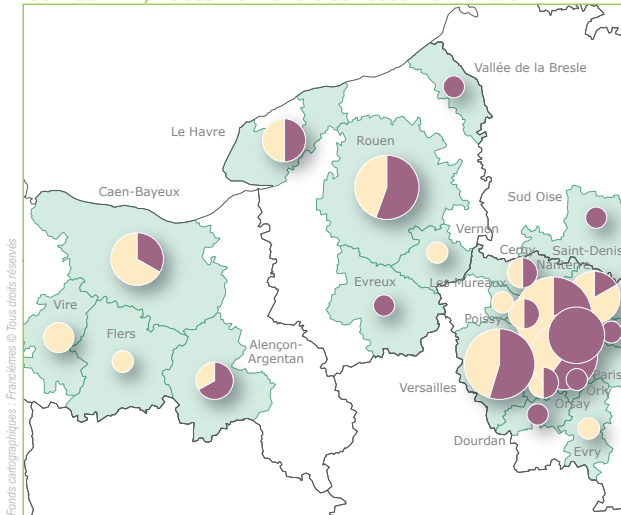 Vallée de la Bresle
Le Havre
Rouen
Caen-Bayeux
Sud Oise
Vernon
Cergy
Saint-Denis
Nanterre
Evreux
Les Mureaux
Vire
Flers
Poissy
Alençon-
Argentan
Paris
Versailles
Orly
Orsay
Dourdan
Evry
Fonds cartographiques : Francièmes © Tous droits réservés